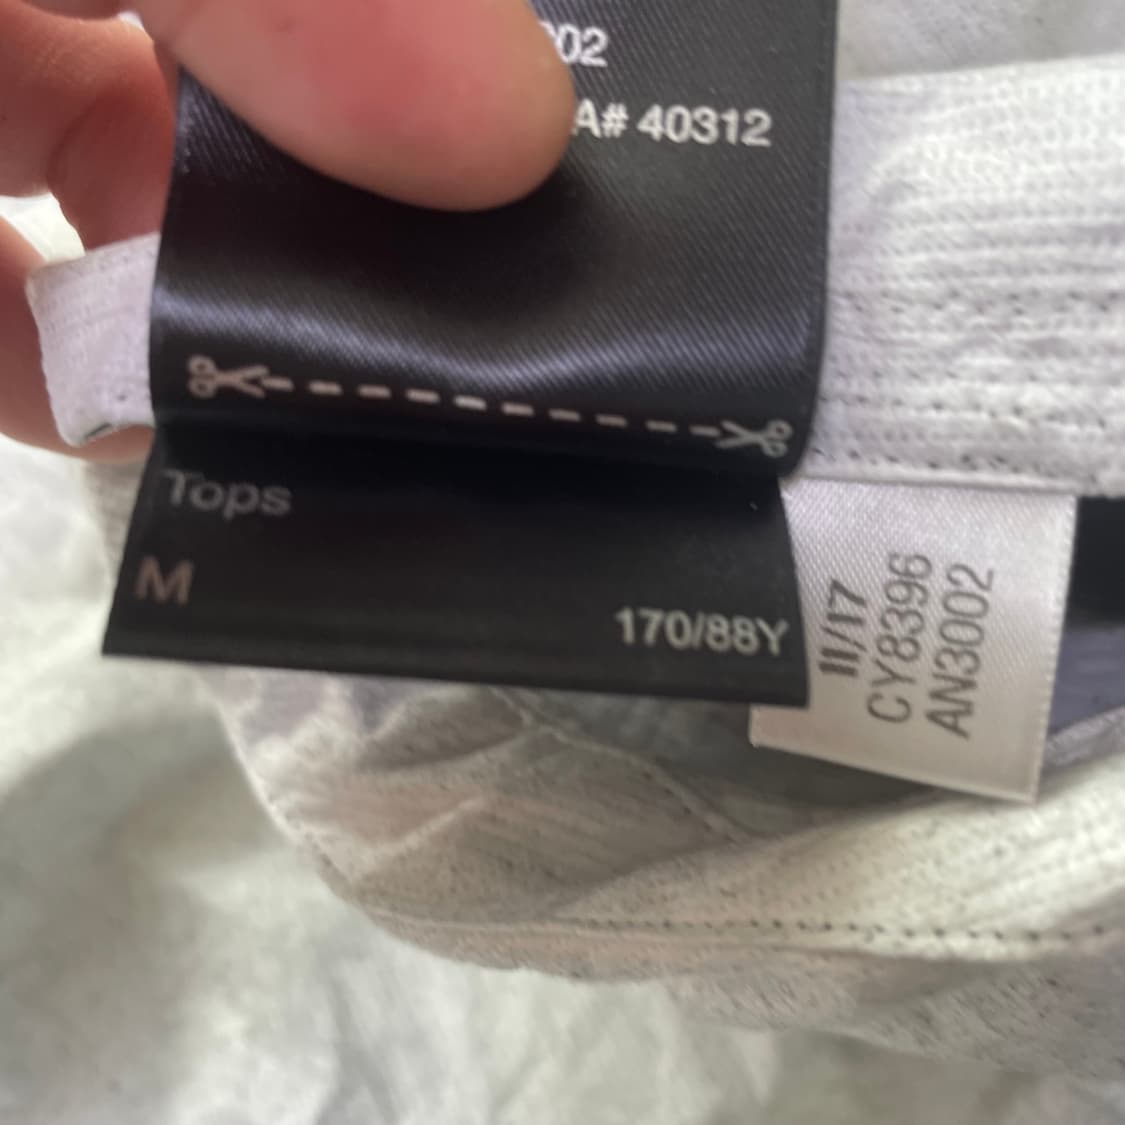 02
A# 40312
Tops
M
170/88Y
11/17
CY8396
AN3002